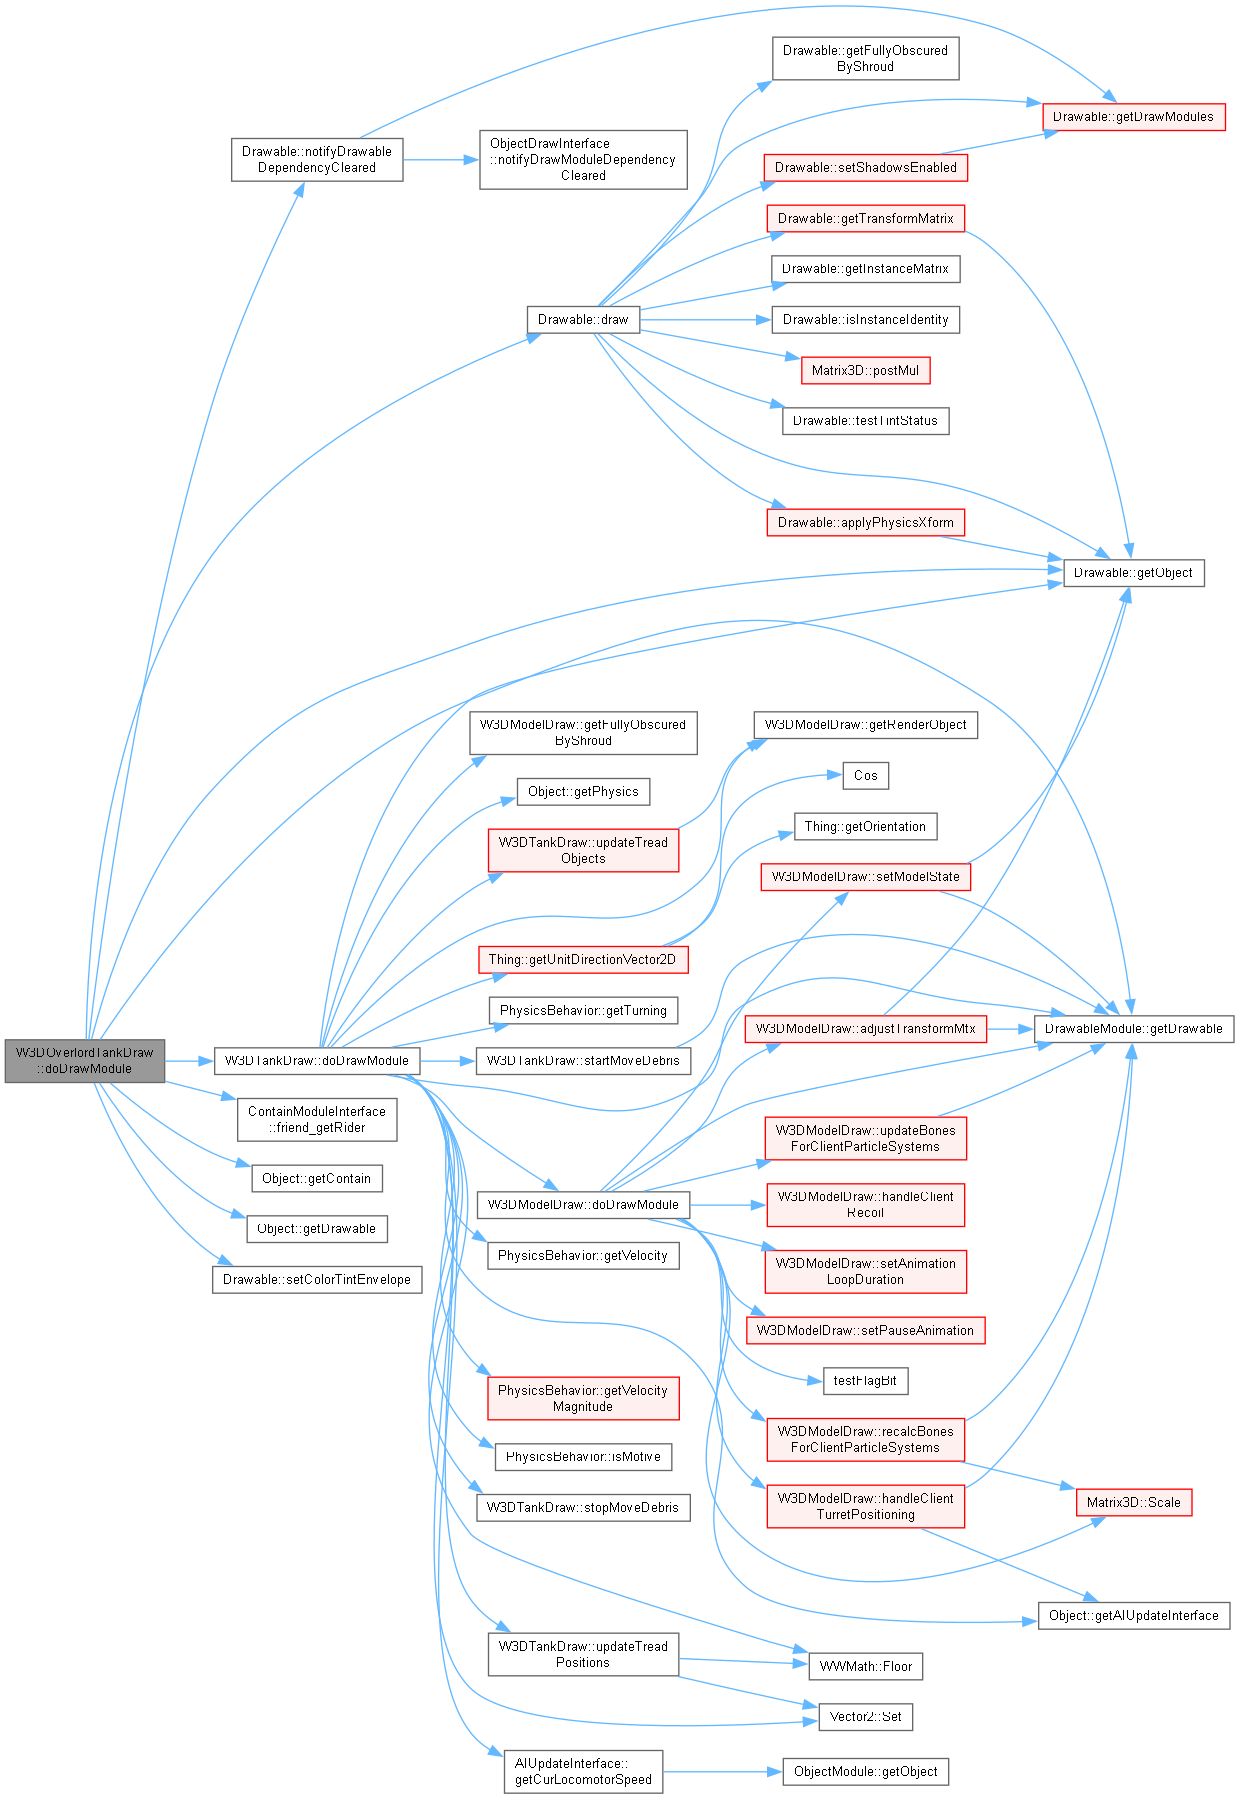 Drawable::getFullyObscured
ByShroud
Drawable::getDrawModules
Drawable::notifyDrawable
DependencyCleared
ObjectDrawInterface
::notifyDrawModuleDependency
Cleared
Drawable::setShadowsEnabled
Drawable::getTransformMatrix
Drawable::getInstanceMatrix
Drawable::draw
Drawable::isInstanceIdentity
Matrix3D::postMul
Drawable::testTintStatus
Drawable::applyPhysicsXform
Drawable::getObject
W3DModelDraw::getFullyObscured
ByShroud
W3DModelDraw::getRenderObject
Cos
Object::getPhysics
Thing::getOrientation
W3DTankDraw::updateTread
Objects
W3DModelDraw::setModelState
Thing::getUnitDirectionVector2D
PhysicsBehavior::getTurning
W3DModelDraw::adjustTransformMtx
DrawableModule::getDrawable
W3DOverlordTankDraw
::doDrawModule
W3DTankDraw::doDrawModule
W3DTankDraw::startMoveDebris
ContainModuleInterface
::friend_getRider
W3DModelDraw::updateBones
ForClientParticleSystems
Object::getContain
W3DModelDraw::doDrawModule
W3DModelDraw::handleClient
Recoil
Object::getDrawable
PhysicsBehavior::getVelocity
W3DModelDraw::setAnimation
LoopDuration
Drawable::setColorTintEnvelope
W3DModelDraw::setPauseAnimation
testFlagBit
PhysicsBehavior::getVelocity
Magnitude
W3DModelDraw::recalcBones
ForClientParticleSystems
PhysicsBehavior::isMotive
W3DTankDraw::stopMoveDebris
W3DModelDraw::handleClient
TurretPositioning
Matrix3D::Scale
Object::getAIUpdateInterface
W3DTankDraw::updateTread
Positions
WWMath::Floor
Vector2::Set
AIUpdateInterface::
getCurLocomotorSpeed
ObjectModule::getObject